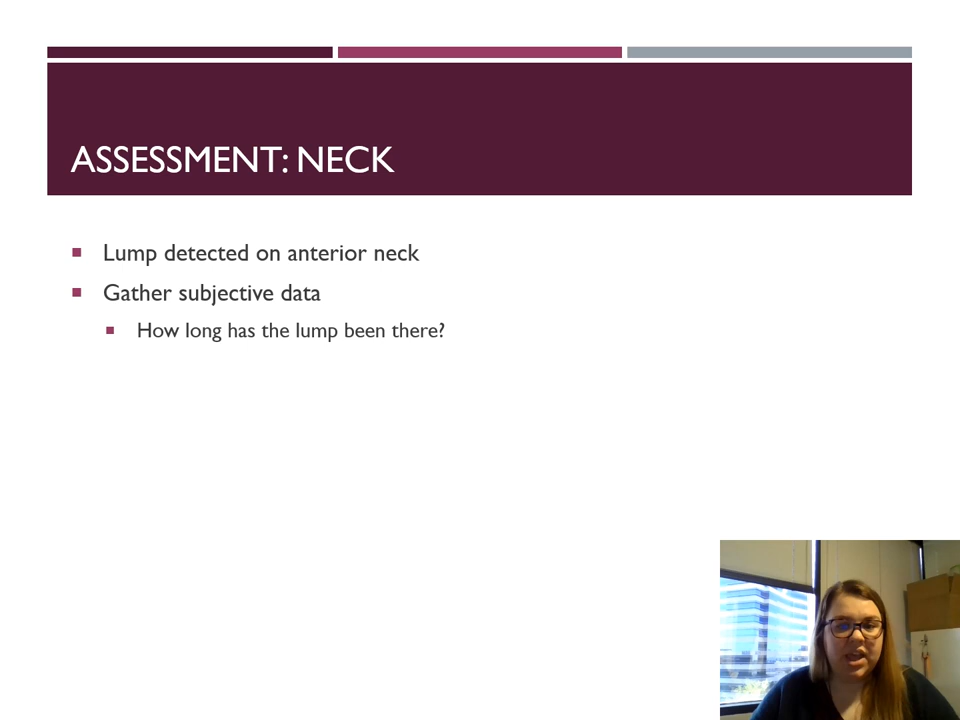 ASSESSMENT: NECK
Lump detected on anterior neck
Gather subjective data
How long has the lump been there?